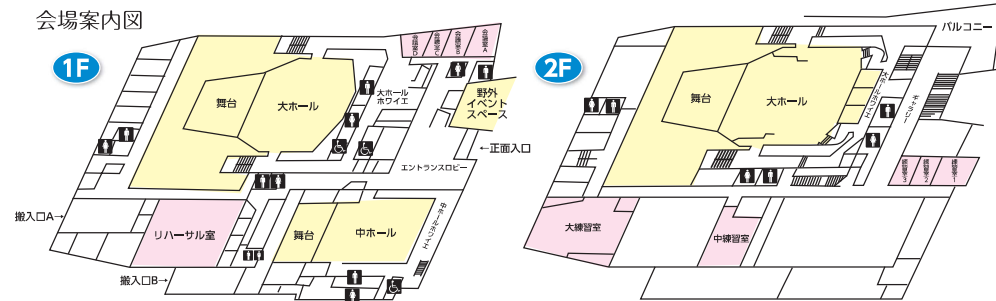 会場案内図
1F
会議室D
会議室C
会議室B
会議室A
舞台
大ホール
大ホール
ホワイエ
野外
イベント
スペース
←正面入口
エントランスロビー
搬入口A→
リハーサル室
舞台
中ホール
中ホールホワイエ
搬入口B→
2F
バルコニー
舞台
大ホール
大ホールホワイエ
ギャラリー
練習室3
練習室2
練習室1
大練習室
中練習室